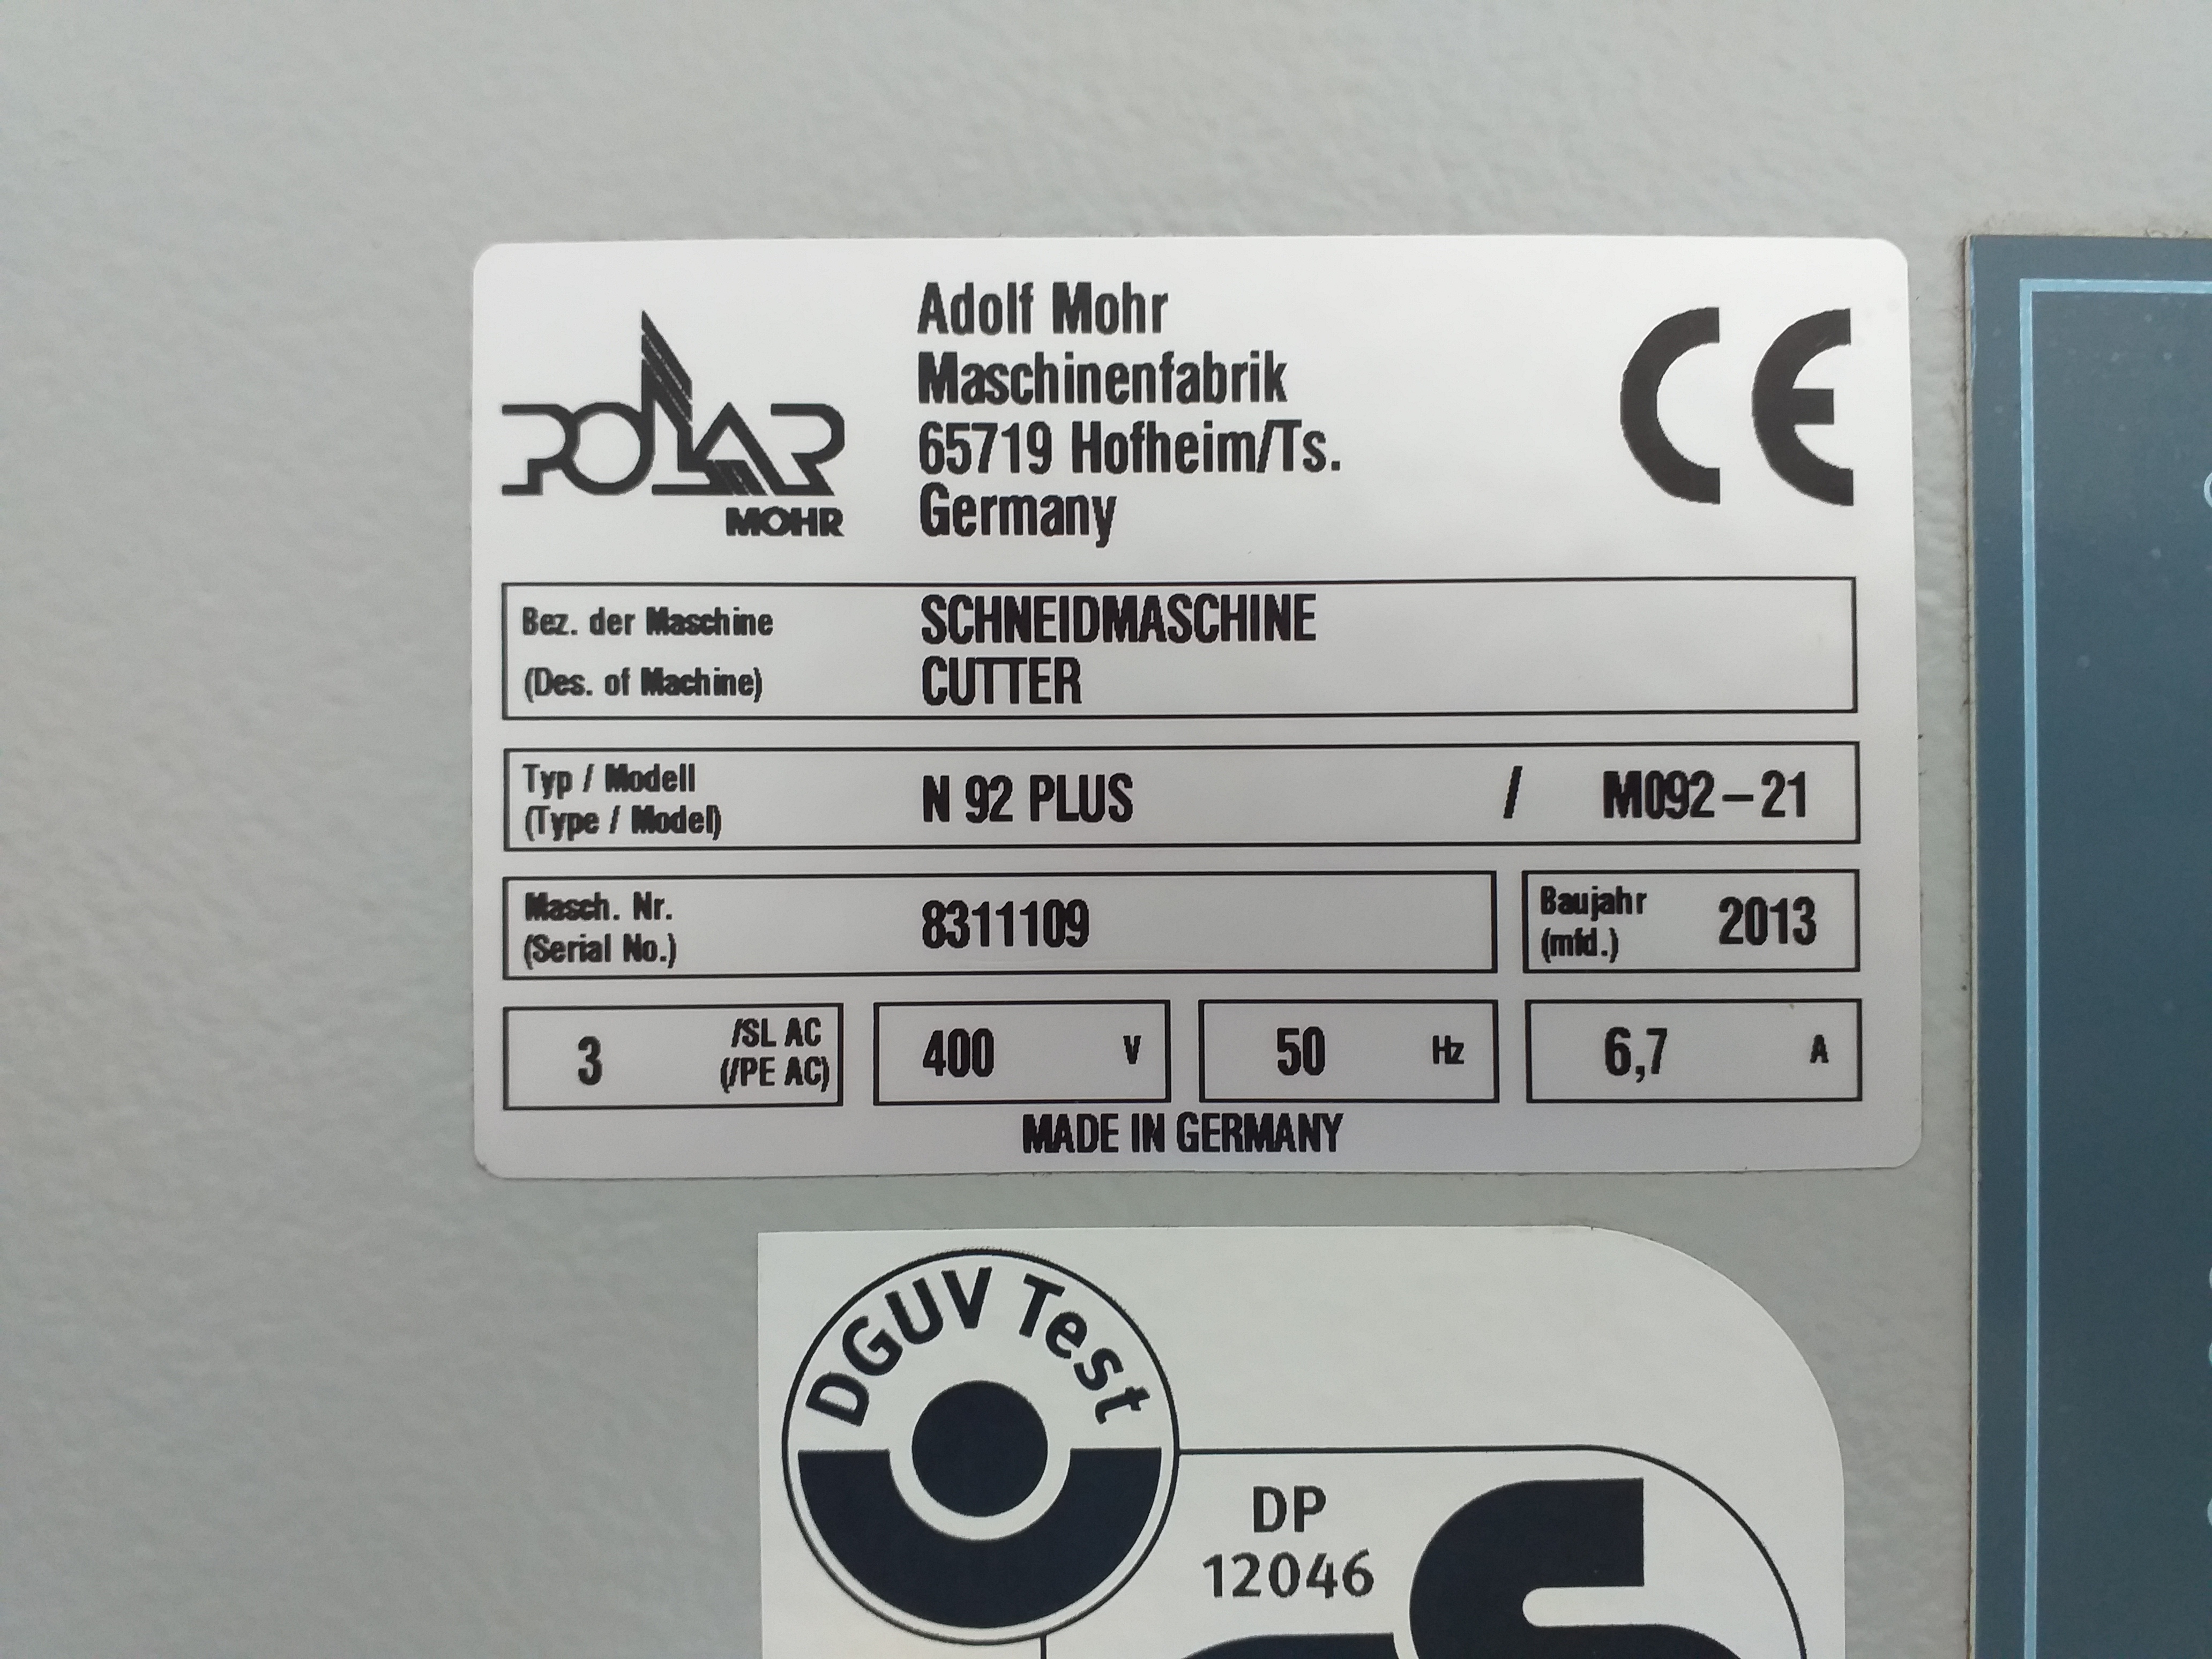 POLAR
MOHR
Adolf Mohr
Maschinenfabrik
65719 Hofheim/Ts.
Germany
CE
Bez. der Maschine
(Des. of Machine)
SCHNEIDMASCHINE
CUTTER
Typ / Modell
(Type / Model)
N 92 PLUS / M092-21
Masch. Nr.
(Serial No.)
8311109
Baujahr
(mfd.)
2013
3 /SL AC
(/PE AC)
400 V
50 Hz
6,7 A
MADE IN GERMANY
DGUV Test
DP
12046